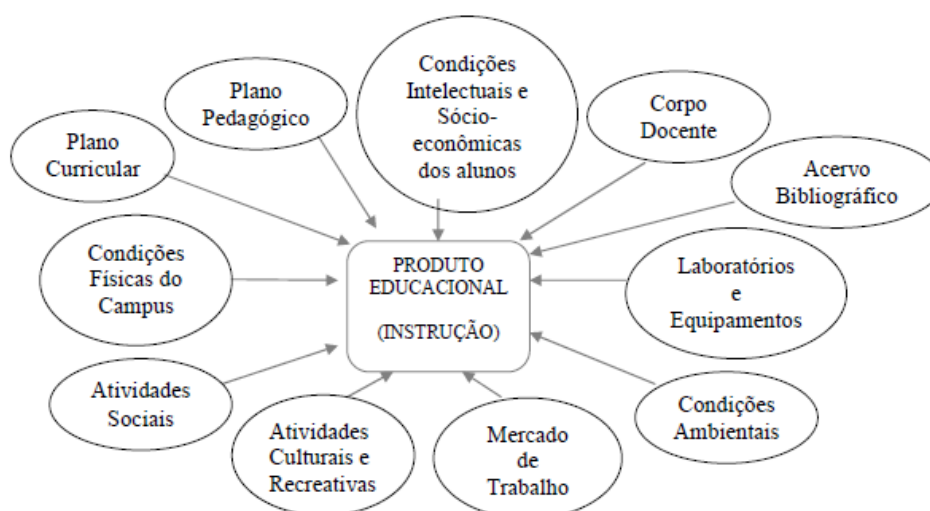 Condições
Intelectuais e
Sócio-
econômicas
dos alunos
Plano
Pedagógico
Corpo
Docente
Plano
Curricular
Acervo
Bibliográfico
Condições
Físicas do
Campus
PRODUTO
EDUCACIONAL
(INSTRUÇÃO)
Laboratórios
e
Equipamentos
Atividades
Sociais
Atividades
Culturais e
Recreativas
Mercado
de
Trabalho
Condições
Ambientais